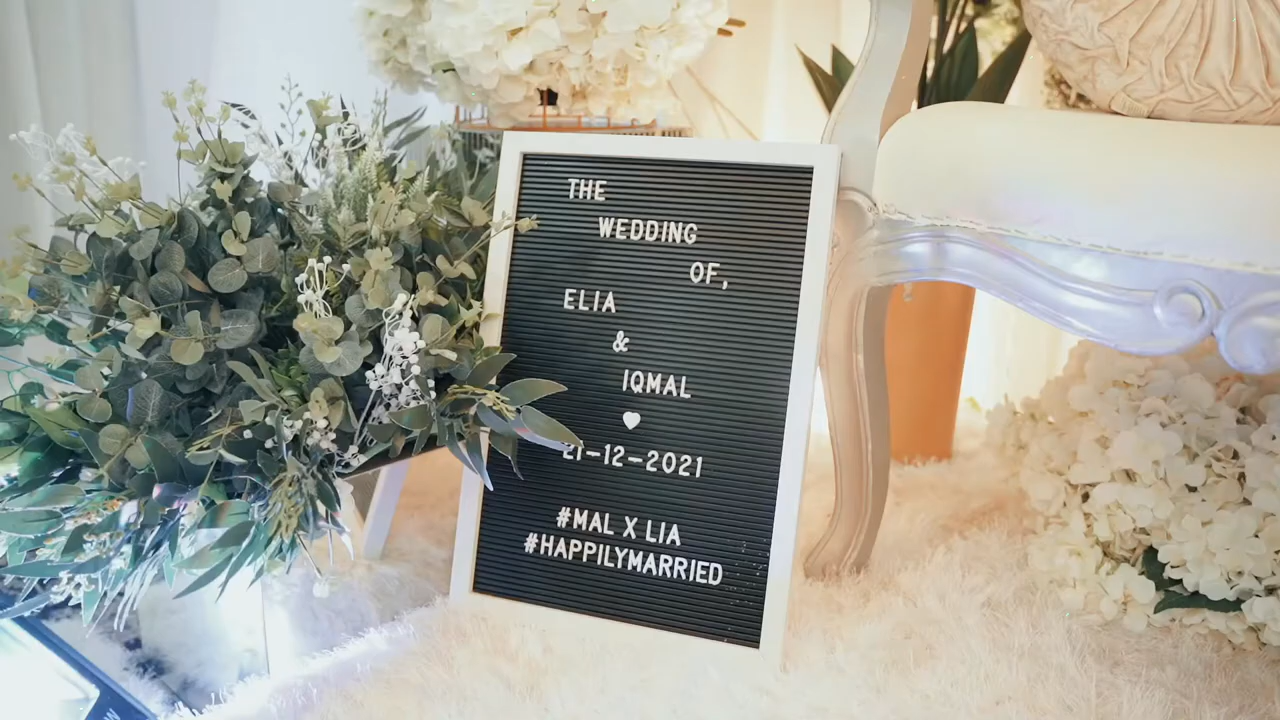 THE
WEDDING
OF,
ELIA
&
IQMAL
21-12-2021
#MAL X LIA
#HAPPILYMARRIED